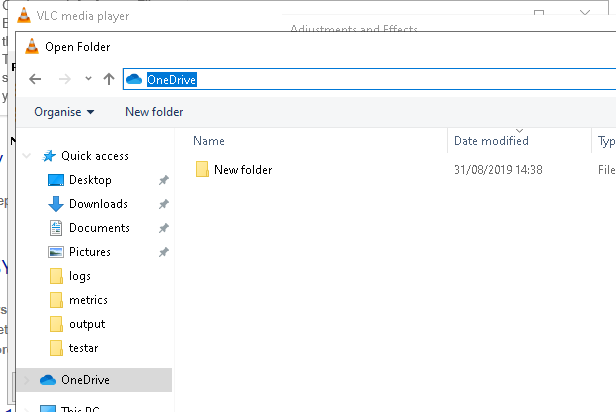 VLC media player
Adjustments and Effects
Open Folder
OneDrive
Organise
New folder
Name
Date modified
Quick access
New folder
31/08/2019 14:38
File
Desktop
Downloads
Documents
Pictures
logs
metrics
output
testar
OneDrive
This PC